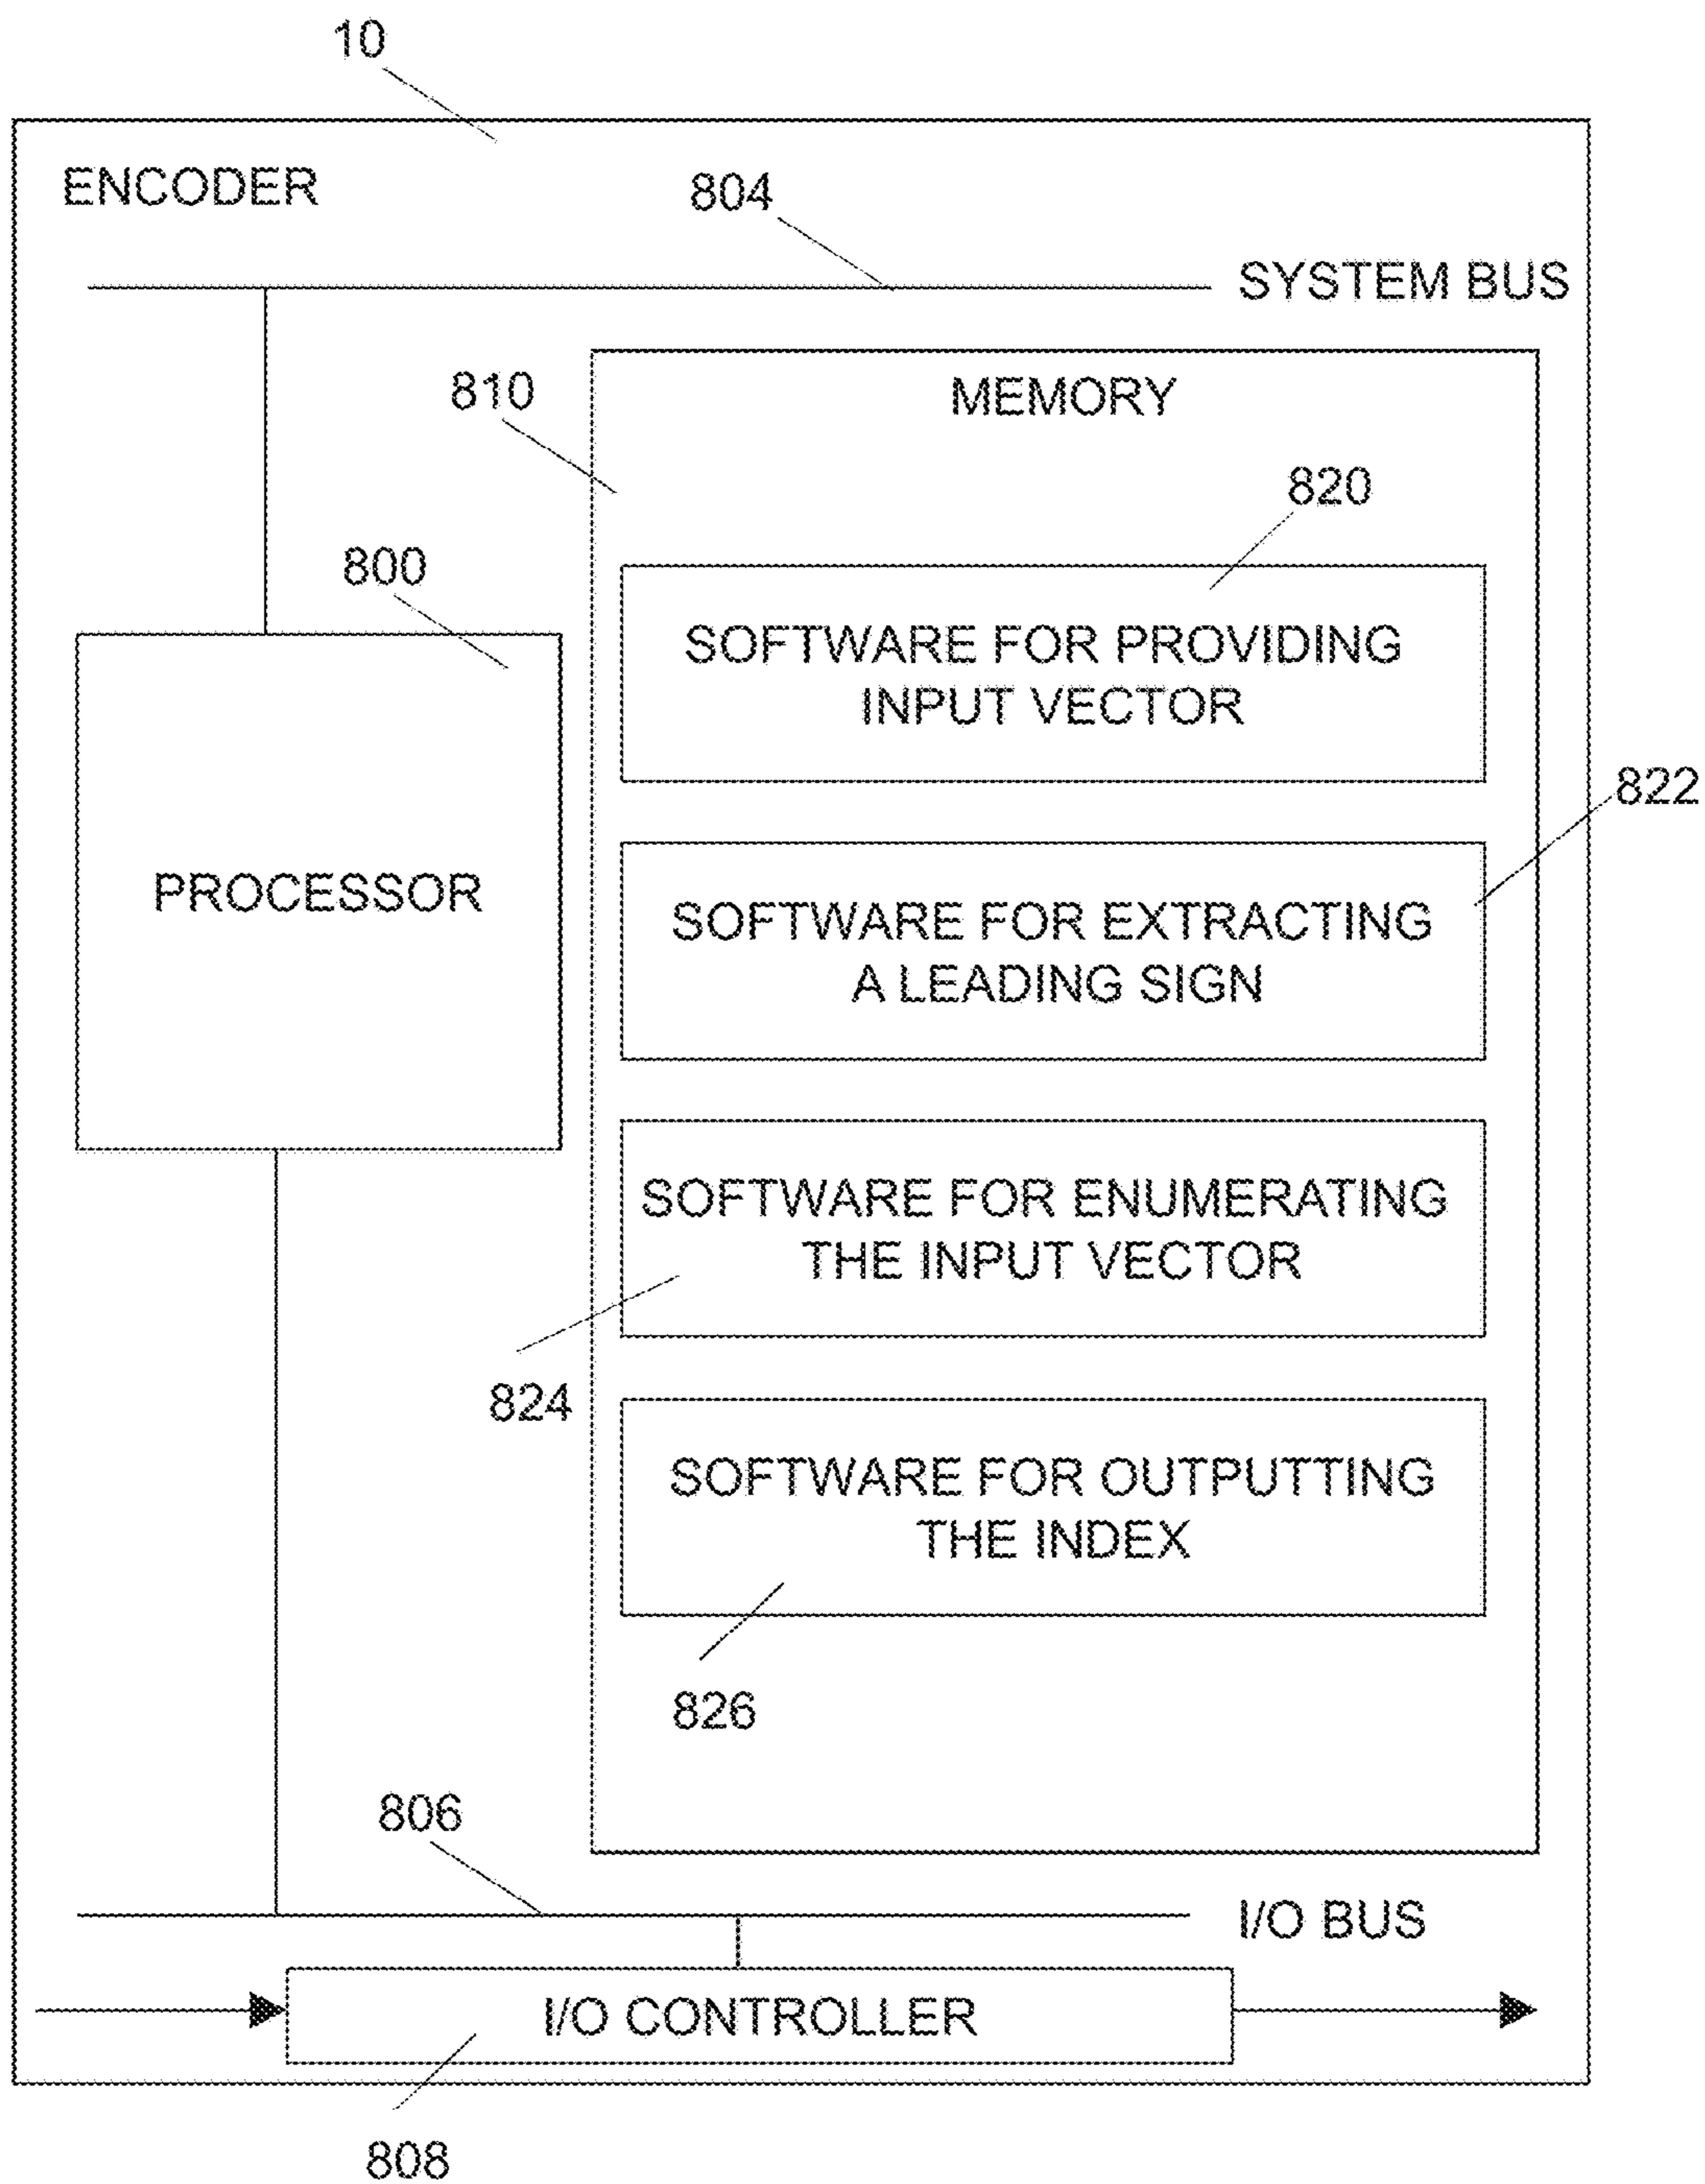 10
ENCODER
804
SYSTEM BUS
810
MEMORY
820
800
SOFTWARE FOR PROVIDING
INPUT VECTOR
822
PROCESSOR
SOFTWARE FOR EXTRACTING
A LEADING SIGN
SOFTWARE FOR ENUMERATING
THE INPUT VECTOR
824
SOFTWARE FOR OUTPUTTING
THE INDEX
826
806
I/O BUS
I/O CONTROLLER
808